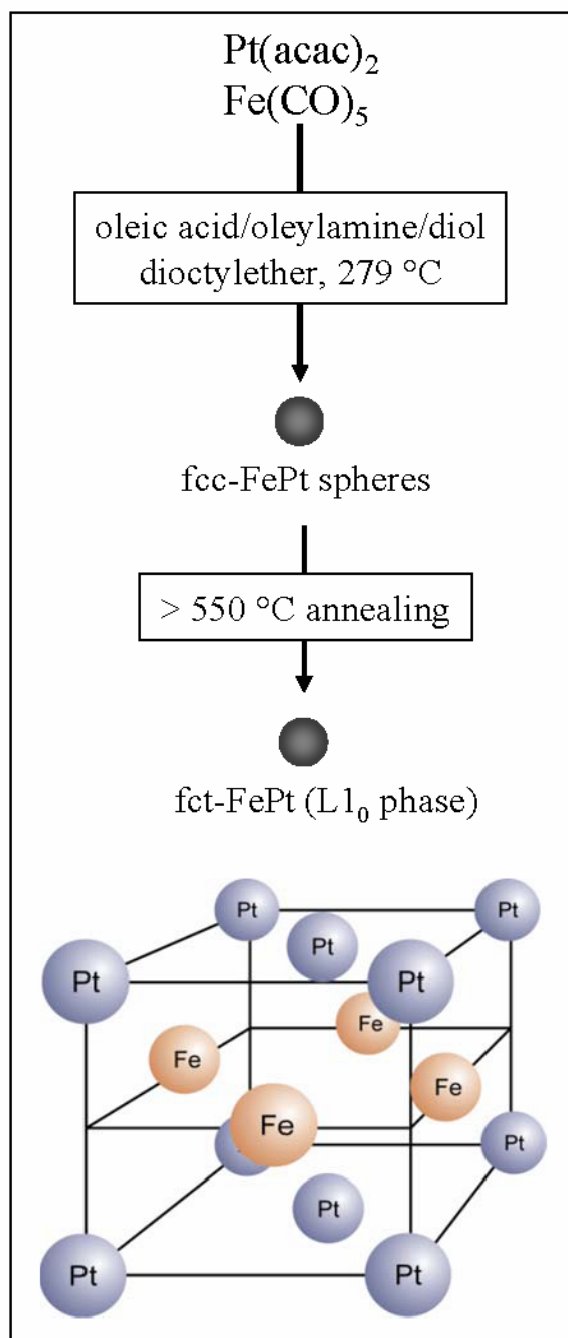 Pt(acac)₂
Fe(CO)₅
oleic acid/oleylamine/diol
dioctylether, 279 °C
fcc-FePt spheres
> 550 °C annealing
fct-FePt (L1₀ phase)
Pt
Pt
Pt
Pt
Pt
Fe
Fe
Fe
Fe
Pt
Pt
Pt
Pt